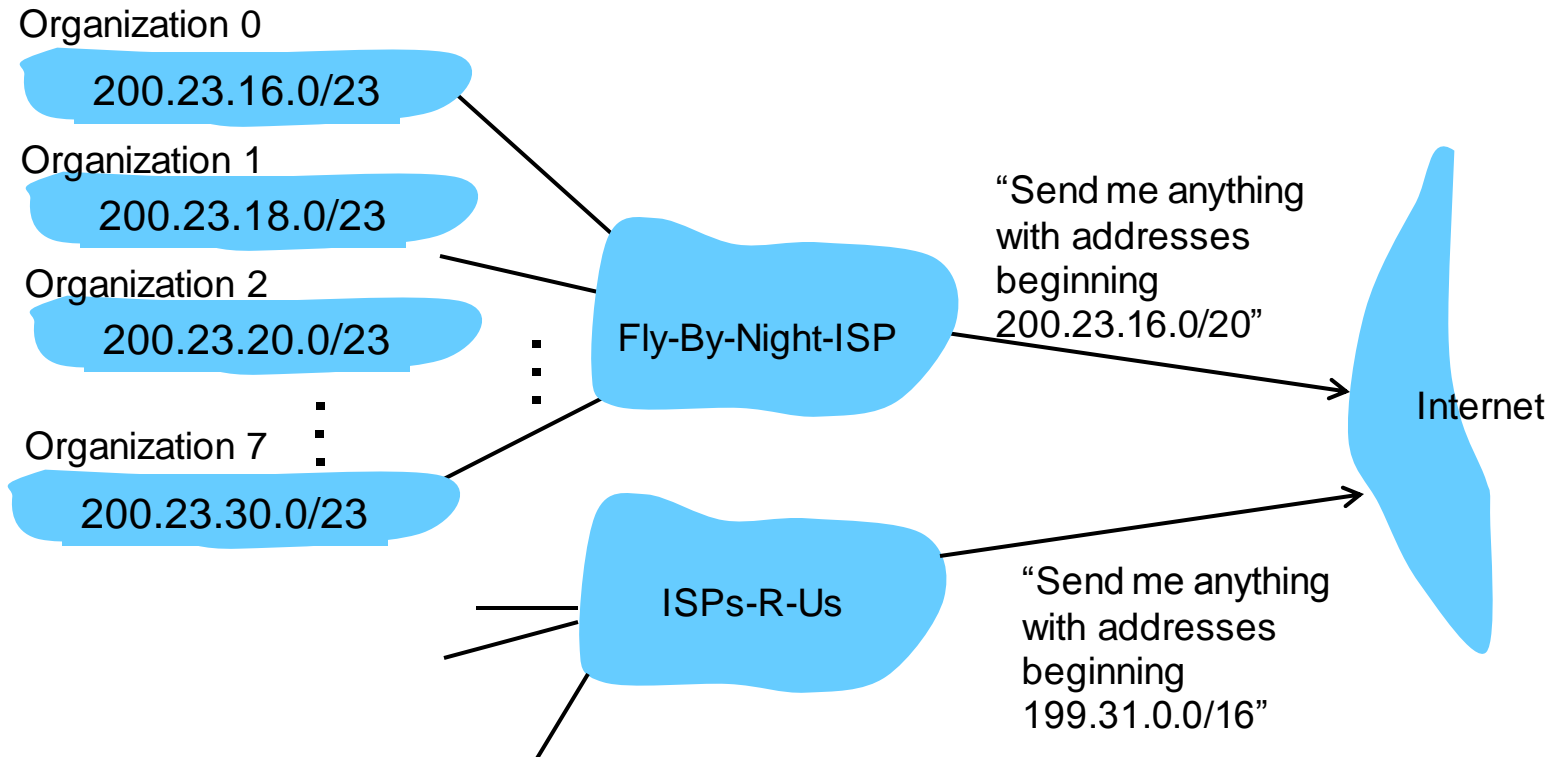 Organization 0
200.23.16.0/23
Organization 1
200.23.18.0/23
Organization 2
200.23.20.0/23
Organization 7
200.23.30.0/23
Fly-By-Night-ISP
“Send me anything
with addresses
beginning
200.23.16.0/20”
Internet
ISPs-R-Us
“Send me anything
with addresses
beginning
199.31.0.0/16”